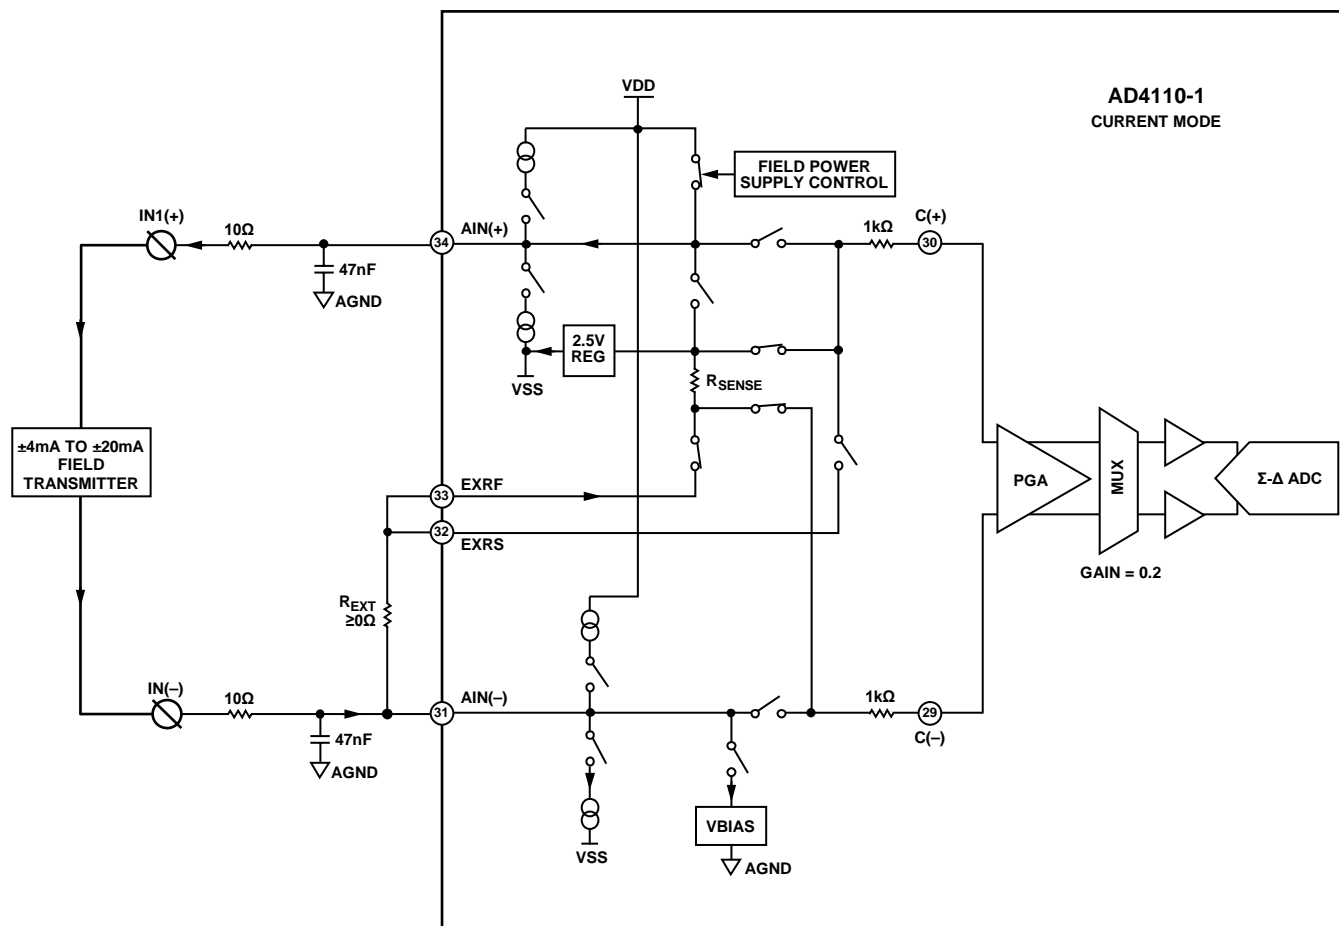 AD4110-1
CURRENT MODE
VDD
FIELD POWER
SUPPLY CONTROL
IN1(+)
10Ω
34
AIN(+)
1kΩ
C(+)
30
47nF
AGND
2.5V
REG
VSS
RSENSE
±4mA TO ±20mA
FIELD
TRANSMITTER
33
EXRF
32
EXRS
PGA
MUX
Σ-Δ ADC
GAIN = 0.2
REXT
≥0Ω
IN(–)
10Ω
31
AIN(–)
1kΩ
29
C(–)
47nF
AGND
VBIAS
VSS
AGND